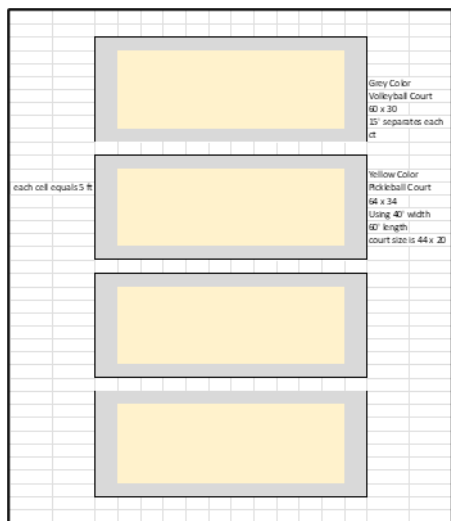 Grey Color
Volleyball Court
60 x 30
15' separates each
ct
Yellow Color
Pickleball Court
64 x 34
Using 40' width
60' length
court size is 44 x 20
each cell equals 5 ft